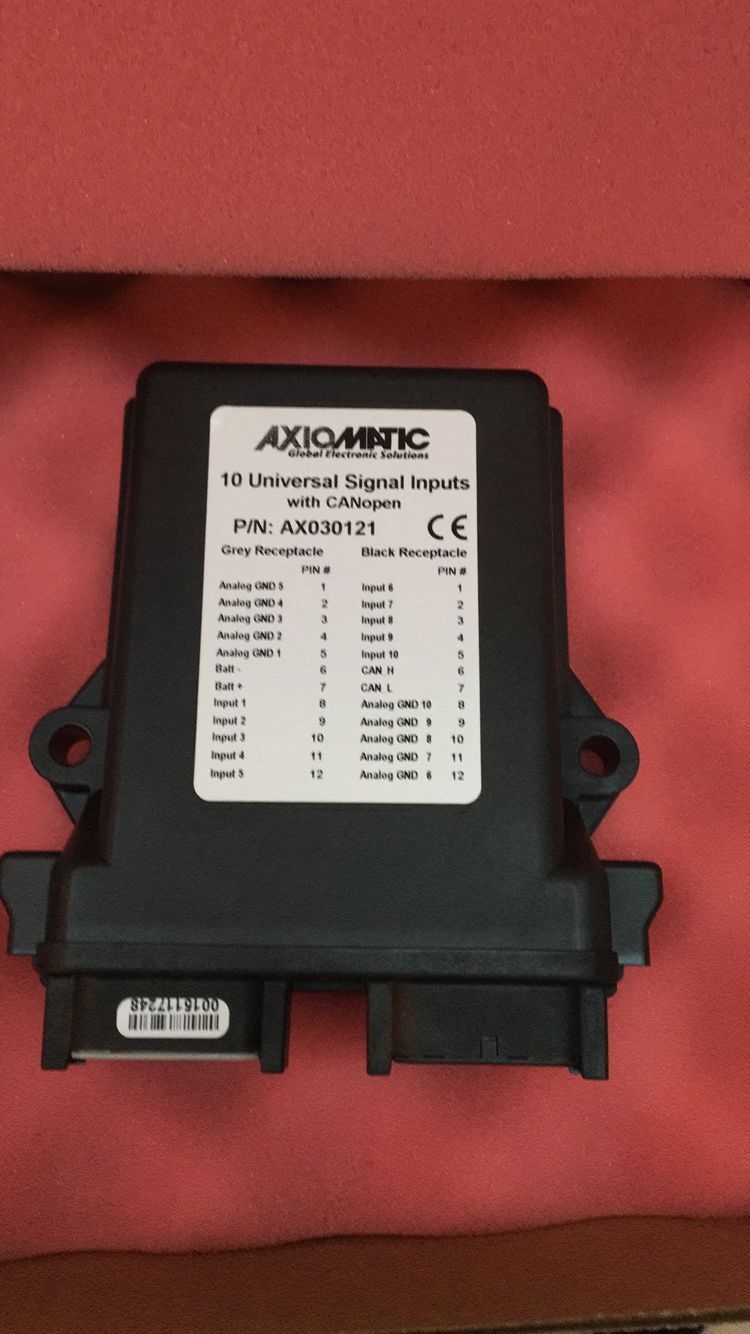 AXIOMATIC
Global Electronic Solutions
10 Universal Signal Inputs
with CANopen
P/N: AX030121 CE
Grey Receptacle Black Receptacle
PIN # PIN #
Analog GND 5 1 Input 6 1
Analog GND 4 2 Input 7 2
Analog GND 3 3 Input 8 3
Analog GND 2 4 Input 9 4
Analog GND 1 5 Input 10 5
Batt - 6 CAN H 6
Batt + 7 CAN L 7
Input 1 8 Analog GND 10 8
Input 2 9 Analog GND 9 9
Input 3 10 Analog GND 8 10
Input 4 11 Analog GND 7 11
Input 5 12 Analog GND 6 12
0015117248